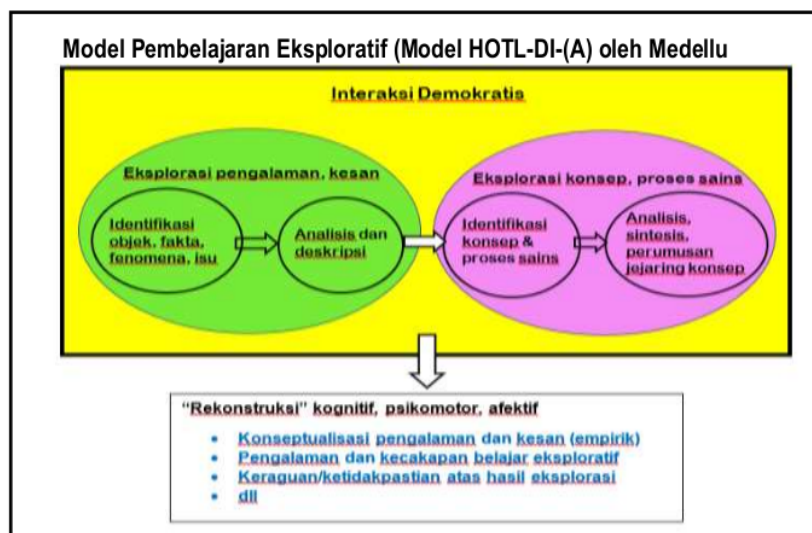 Model Pembelajaran Eksploratif (Model HOTL-DI-(A) oleh Medellu
Interaksi Demokratis
Eksplorasi pengalaman, kesan
Identifikasi
objek, fakta,
fenomena, isu
Analisis dan
deskripsi
Eksplorasi konsep, proses sains
Identifikasi
konsep &
proses sains
Analisis,
sintesis,
perumusan
jejaring konsep
“Rekonstruksi” kognitif, psikomotor, afektif
• Konseptualisasi pengalaman dan kesan (empirik)
• Pengalaman dan kecakapan belajar eksploratif
• Keraguan/ketidakpastian atas hasil eksplorasi
• dll